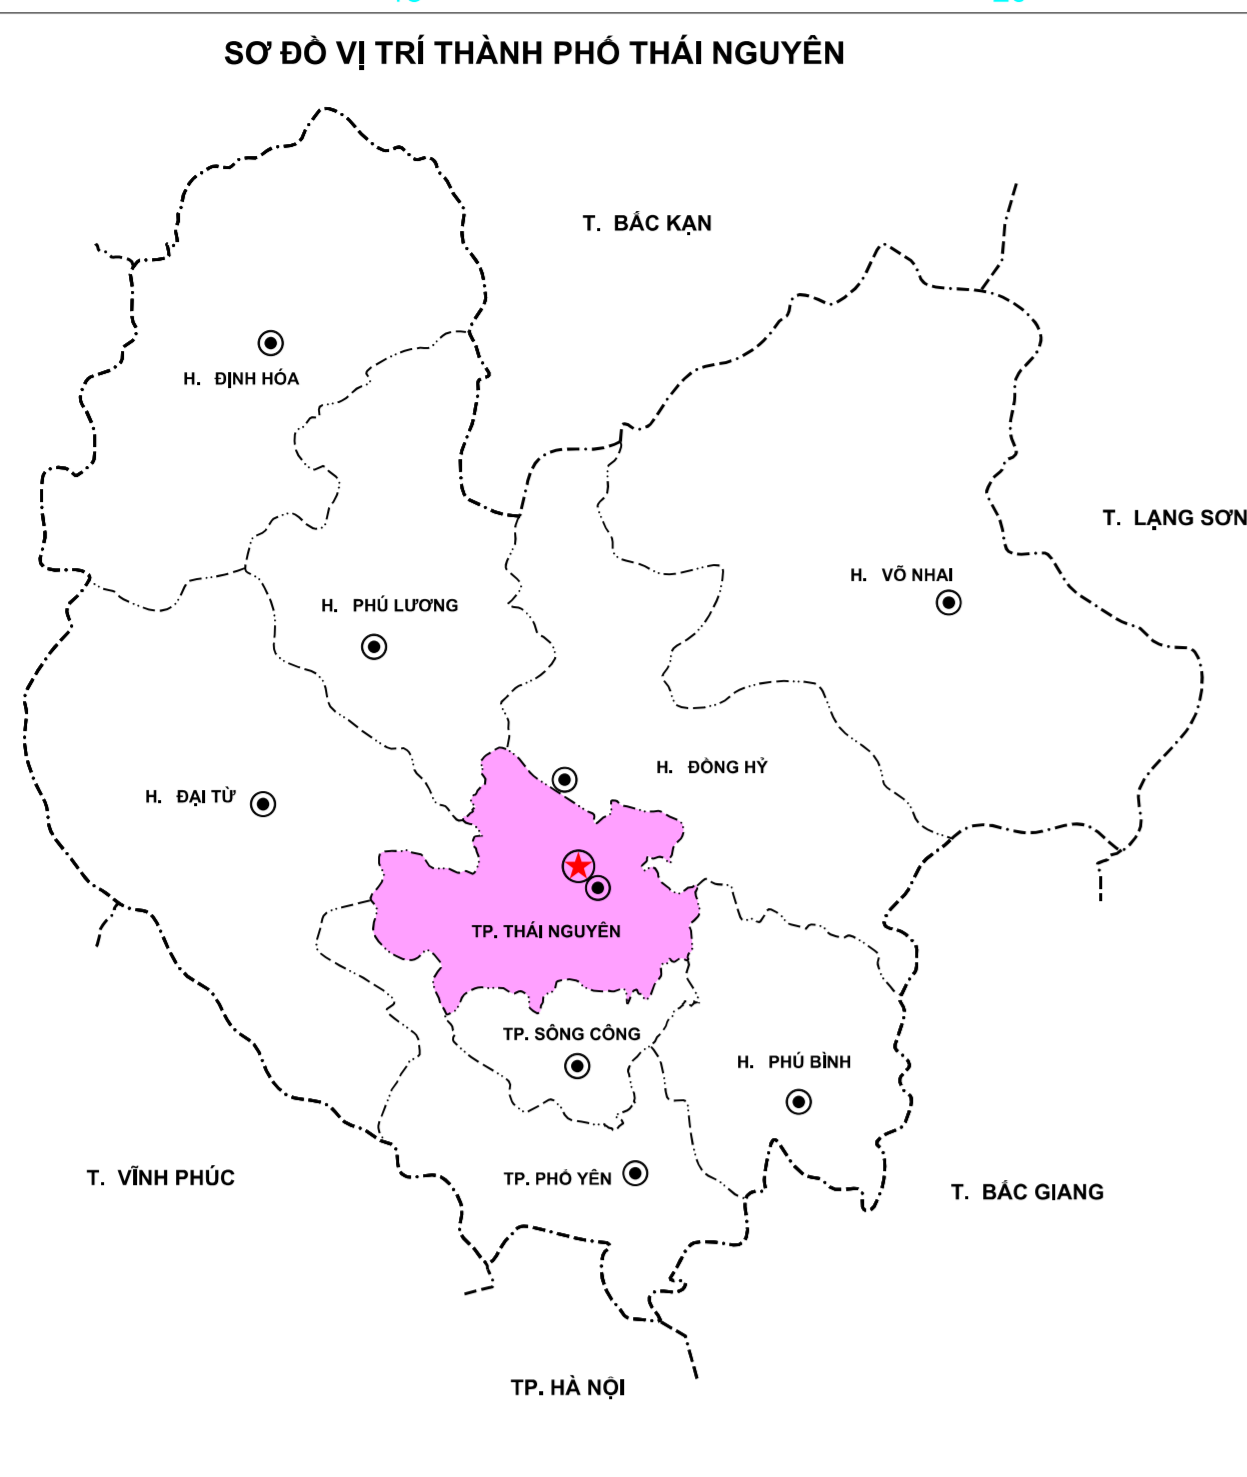 SƠ ĐỒ VỊ TRÍ THÀNH PHỐ THÁI NGUYÊN
T. BẮC KẠN
H. ĐỊNH HÓA
T. LẠNG SƠN
H. VÕ NHAI
H. PHÚ LƯƠNG
H. ĐỒNG HỶ
H. ĐẠI TỪ
TP. THÁI NGUYÊN
TP. SÔNG CÔNG
H. PHÚ BÌNH
T. VĨNH PHÚC
TP. PHỔ YÊN
T. BẮC GIANG
TP. HÀ NỘI